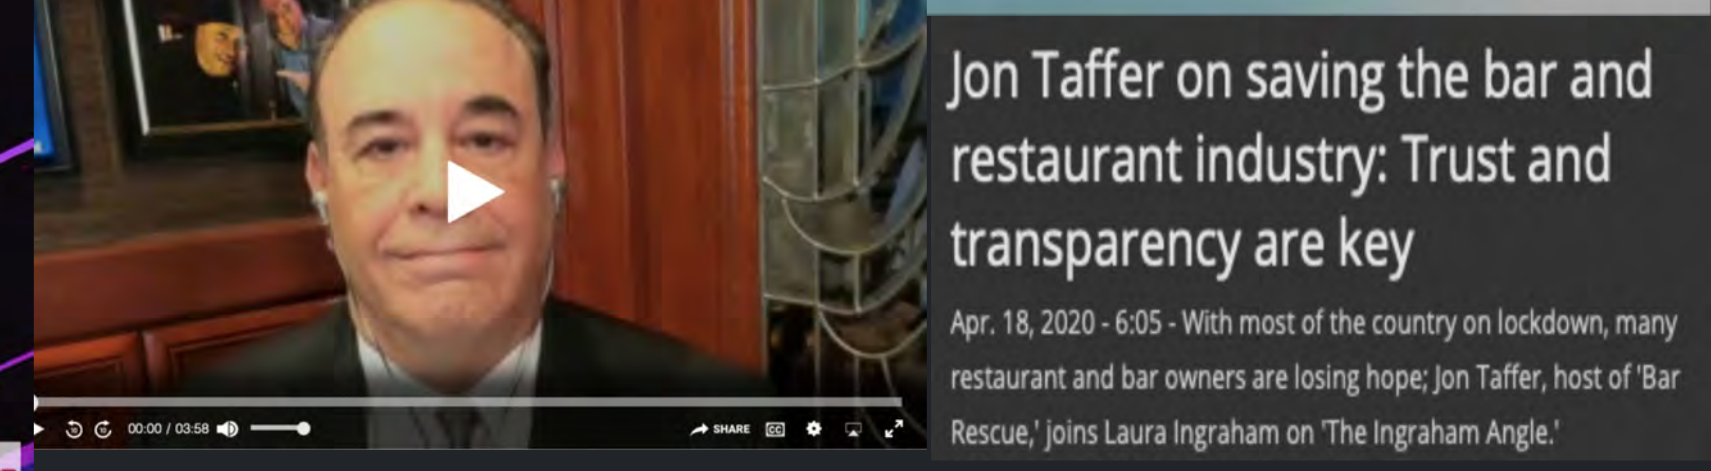 00:00 / 03:58
SHARE
CC
Jon Taffer on saving the bar and
restaurant industry: Trust and
transparency are key
Apr. 18, 2020 - 6:05 - With most of the country on lockdown, many
restaurant and bar owners are losing hope; Jon Taffer, host of 'Bar
Rescue,' joins Laura Ingraham on 'The Ingraham Angle.'